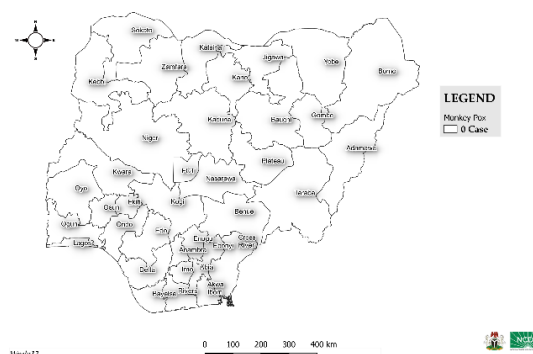 N
W
E
S
Sokoto
Katsina
Jigawa
Yobe
Borno
Zamfara
Kano
Kebbi
LEGEND
Monkey Pox
0 Case
Kaduna
Bauchi
Gombe
Niger
Adamawa
Plateau
FCT
Kwara
Nasarawa
Oyo
Taraba
Ekiti
Kogi
Osun
Benue
Ogun
Ondo
Edo
Lagos
Enugu
Ebonyi
Cross
River
Anambra
Delta
Imo
Abia
Akwa
Ibom
Rivers
Bayelsa
0 100 200 300 400 km
NCD